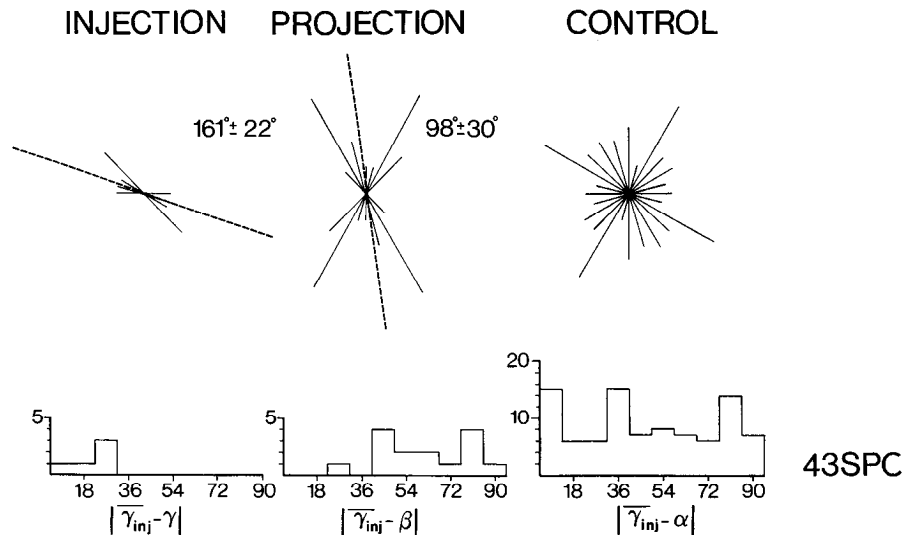 INJECTION PROJECTION CONTROL
161° ± 22° 98° ± 30°
20
5 5 10
43SPC
18 36 54 72 90 18 36 54 72 90 18 36 54 72 90
|γ̅inj-γ| |γ̅inj-β| |γ̅inj-α|